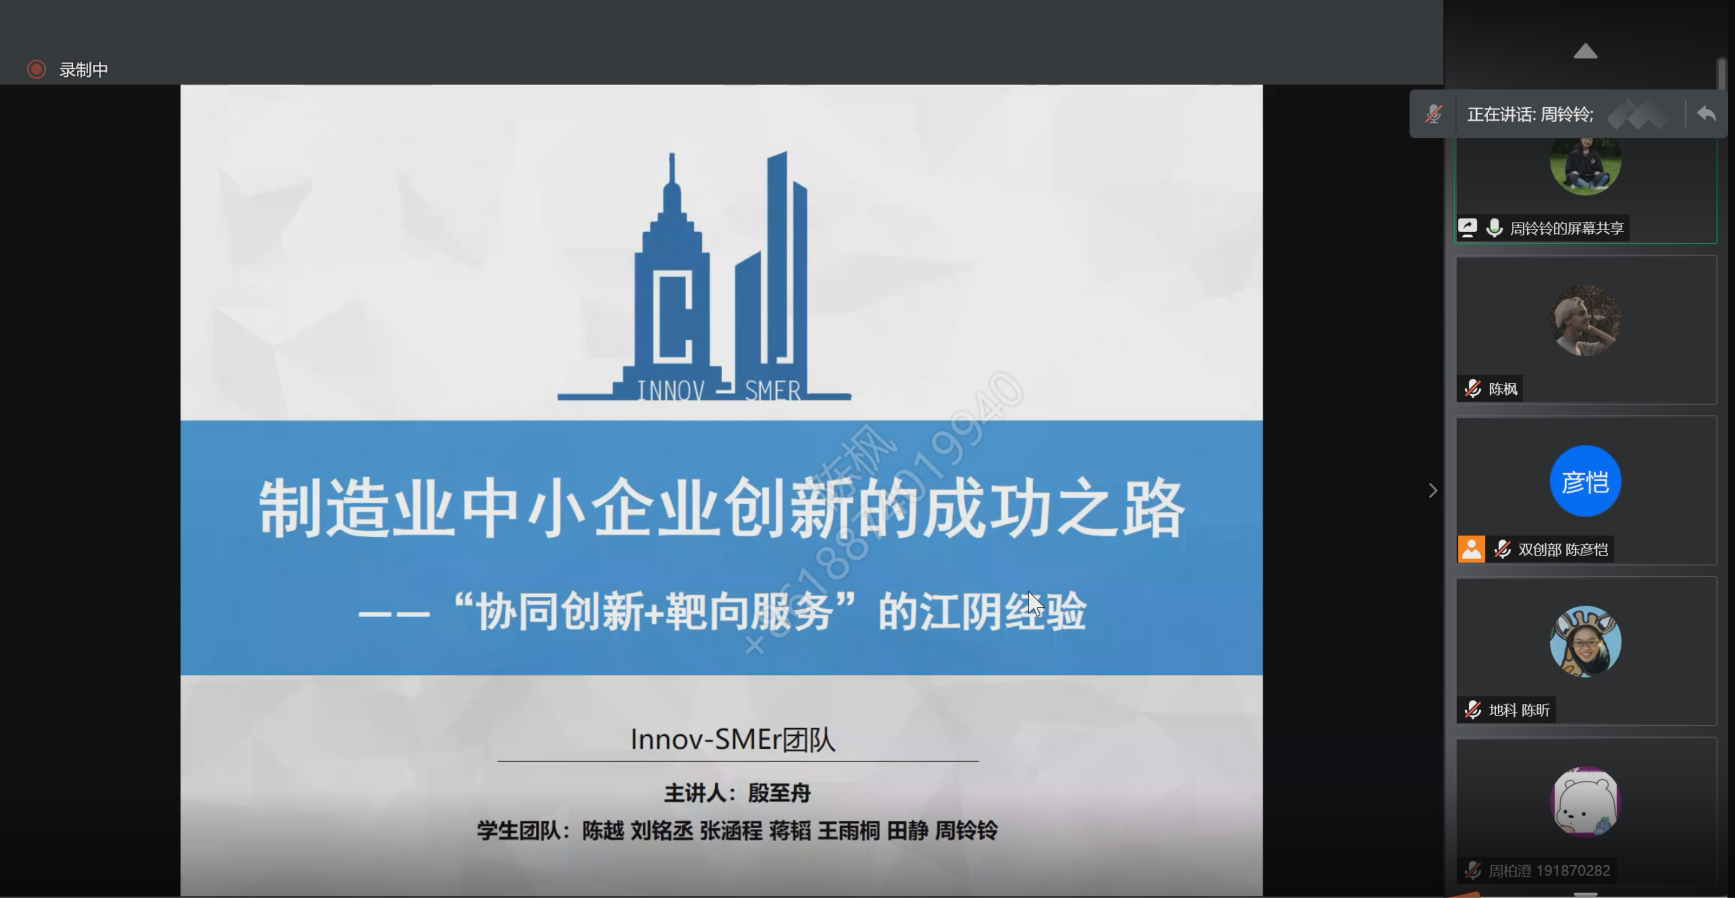 录制中
正在讲话: 周铃铃;
周铃铃的屏幕共享
陈枫
彦恺
双创部 陈彦恺
地科 陈昕
周柏澄 191870282
INNOV SMER
制造业中小企业创新的成功之路
——“协同创新+靶向服务”的江阴经验
Innov-SMEr团队
主讲人：殷至舟
学生团队：陈越 刘铭丞 张涵程 蒋韬 王雨桐 田静 周铃铃
陈枫
+8618874019940